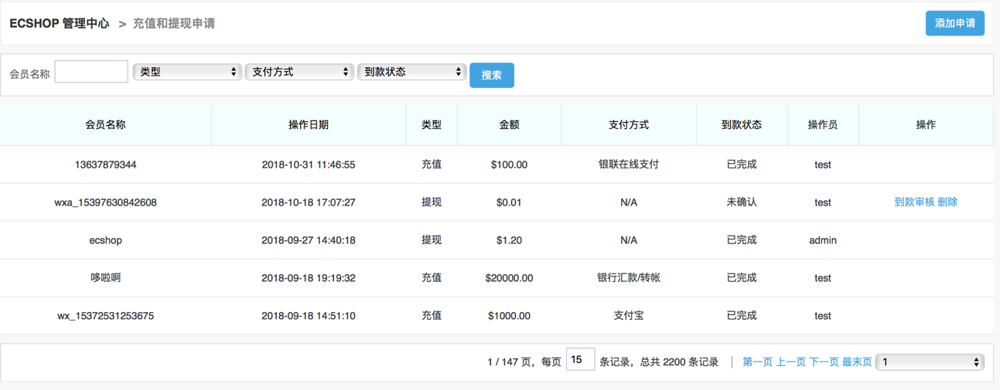 ECSHOP 管理中心 > 充值和提现申请 添加申请
会员名称 类型 支付方式 到款状态 搜索
会员名称 操作日期 类型 金额 支付方式 到款状态 操作员 操作
13637879344 2018-10-31 11:46:55 充值 $100.00 银联在线支付 已完成 test
wxa_15397630842608 2018-10-18 17:07:27 提现 $0.01 N/A 未确认 test 到款审核 删除
ecshop 2018-09-27 14:40:18 提现 $1.20 N/A 已完成 admin
哆啦啊 2018-09-18 19:19:32 充值 $20000.00 银行汇款/转帐 已完成 test
wx_15372531253675 2018-09-18 14:51:10 充值 $1000.00 支付宝 已完成 test
1 / 147 页，每页 15 条记录，总共 2200 条记录 | 第一页 上一页 下一页 最末页 1